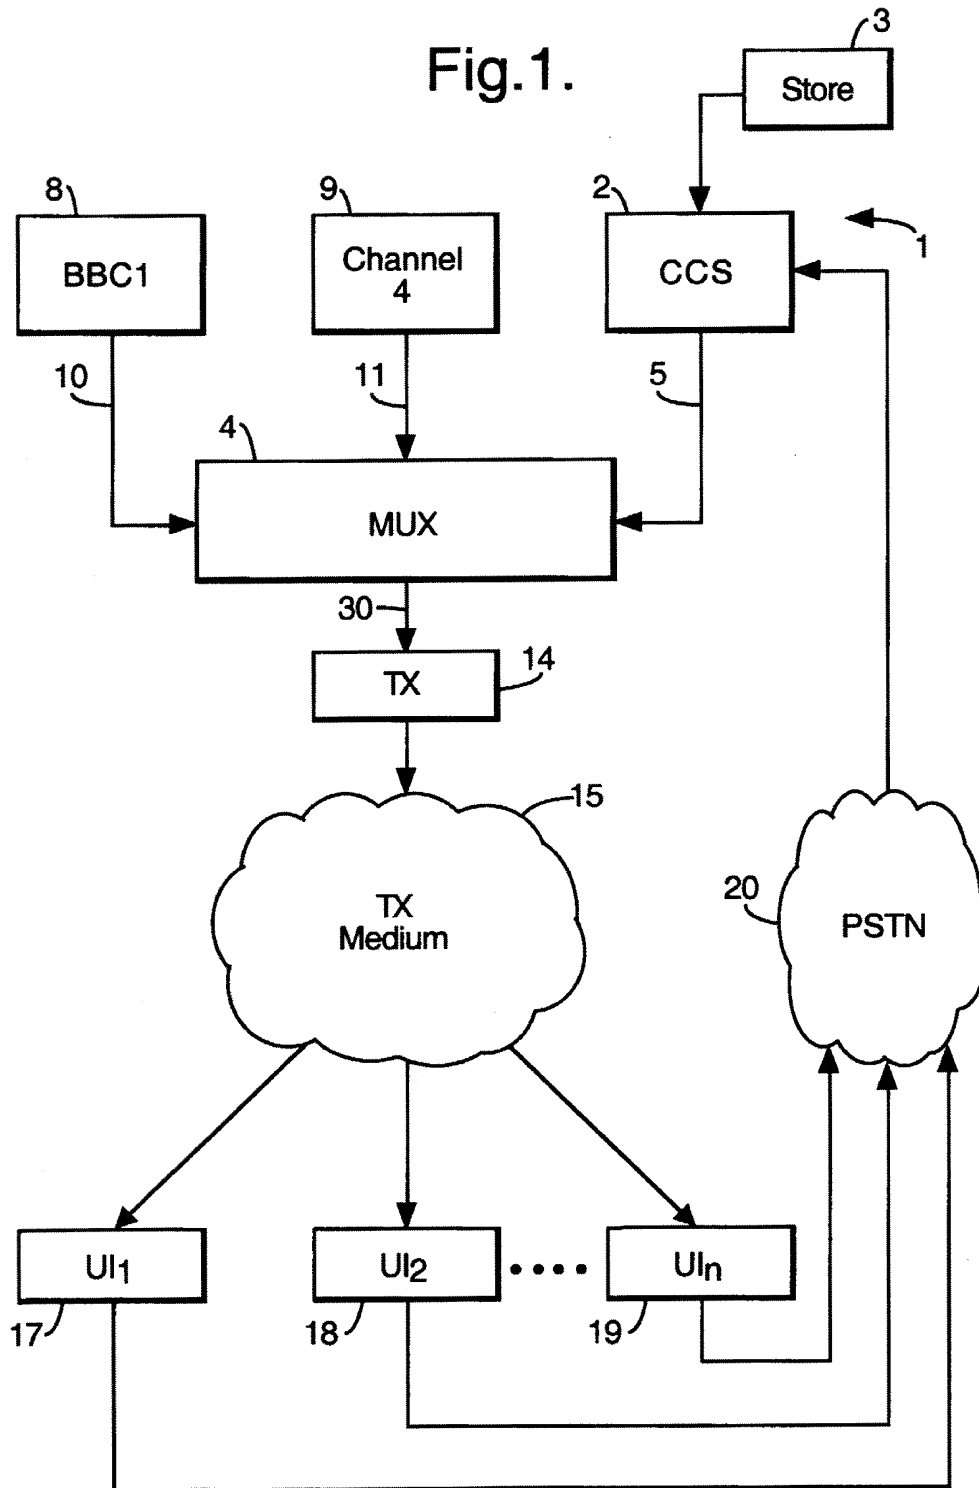 Fig.1.
3
Store
8
9
2
1
BBC1
Channel
4
CCS
10
11
5
4
MUX
30
TX
14
15
TX
Medium
20
PSTN
UI1
UI2
UIn
17
18
19